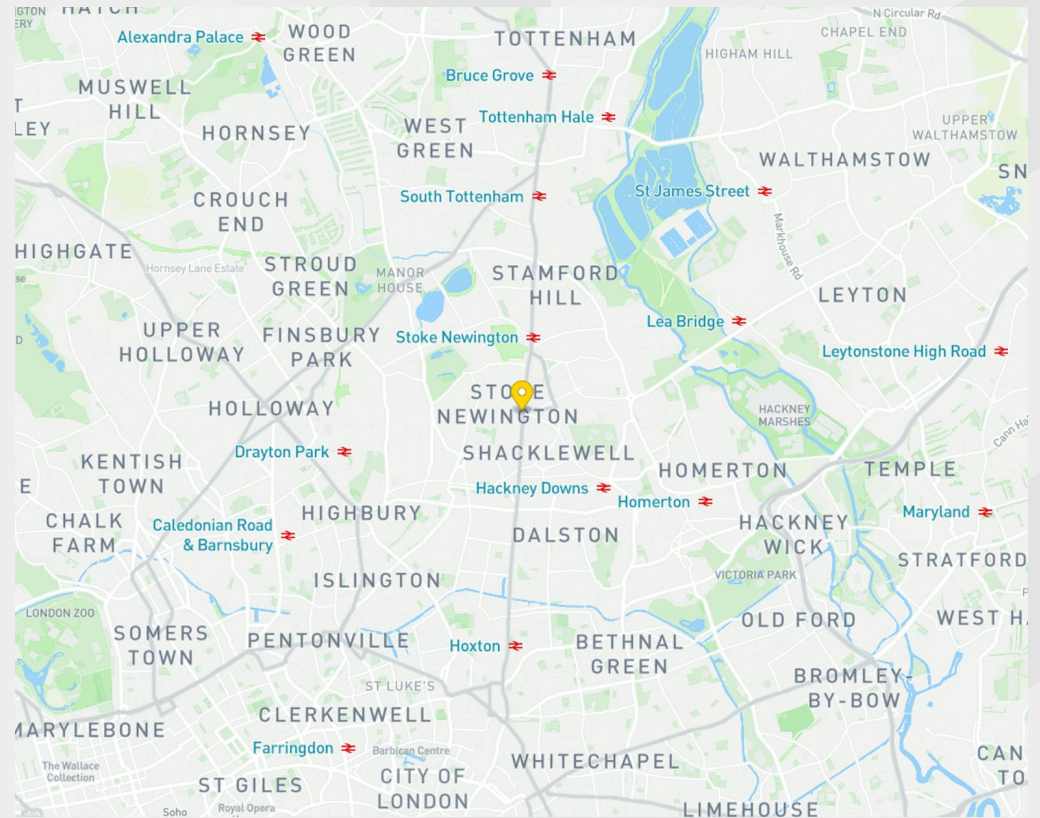 HATCH
Alexandra Palace
WOOD
GREEN
TOTTENHAM
N Circular Rd
CHAPEL END
HIGHAM HILL
Bruce Grove
MUSWELL
HILL
Tottenham Hale
HORNSEY
WEST
GREEN
UPPER
WALTHAMSTOW
WALTHAMSTOW
South Tottenham
St James Street
CROUCH
END
Markhouse Rd
HIGHGATE
Hornsey Lane Estate
STROUD
GREEN
MANOR
HOUSE
STAMFORD
HILL
LEYTON
Lea Bridge
UPPER
HOLLOWAY
FINSBURY
PARK
Stoke Newington
Leytonstone High Road
STOKE
NEWINGTON
HOLLOWAY
HACKNEY
MARSHES
Cann Ha
Drayton Park
SHACKLEWELL
KENTISH
TOWN
HOMERTON
TEMPLE
Hackney Downs
Homerton
Maryland
CHALK
FARM
Caledonian Road
& Barnsbury
HIGHBURY
DALSTON
HACKNEY
WICK
STRATFORD
ISLINGTON
VICTORIA PARK
LONDON ZOO
OLD FORD
WEST HA
SOMERS
TOWN
PENTONVILLE
Hoxton
BETHNAL
GREEN
ST LUKE'S
BROMLEY-
BY-BOW
CLERKENWELL
MARYLEBONE
Farringdon
Barbican Centre
WHITECHAPEL
CAN
TO
The Wallace
Collection
ST GILES
CITY OF
LONDON
Soho
Royal Opera
LIMEHOUSE